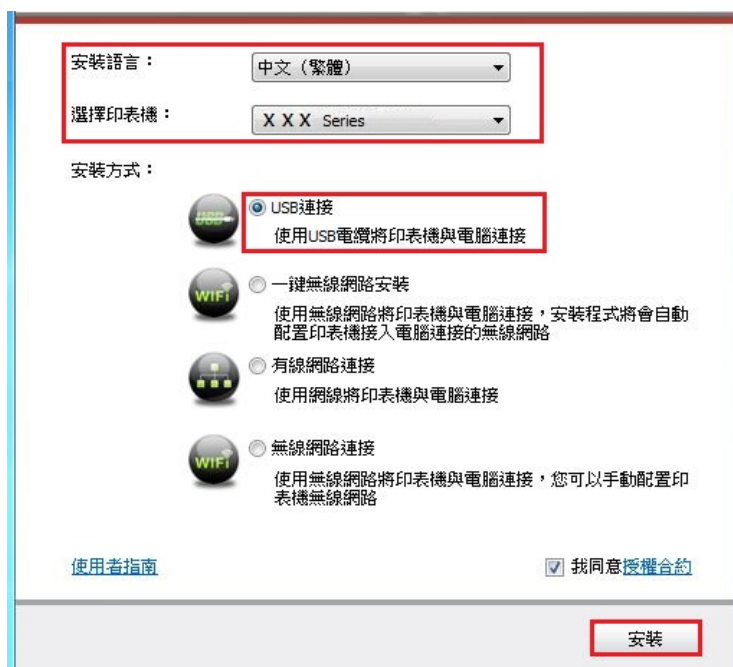 安裝語言：
中文（繁體）
選擇印表機：
X X X Series
安裝方式：
USB
USB連接
使用USB電纜將印表機與電腦連接
WiFi
一鍵無線網路安裝
使用無線網路將印表機與電腦連接，安裝程式將會自動
配置印表機接入電腦連接的無線網路
有線網路連接
使用網線將印表機與電腦連接
WiFi
無線網路連接
使用無線網路將印表機與電腦連接，您可以手動配置印
表機無線網路
使用者指南
我同意授權合約
安裝